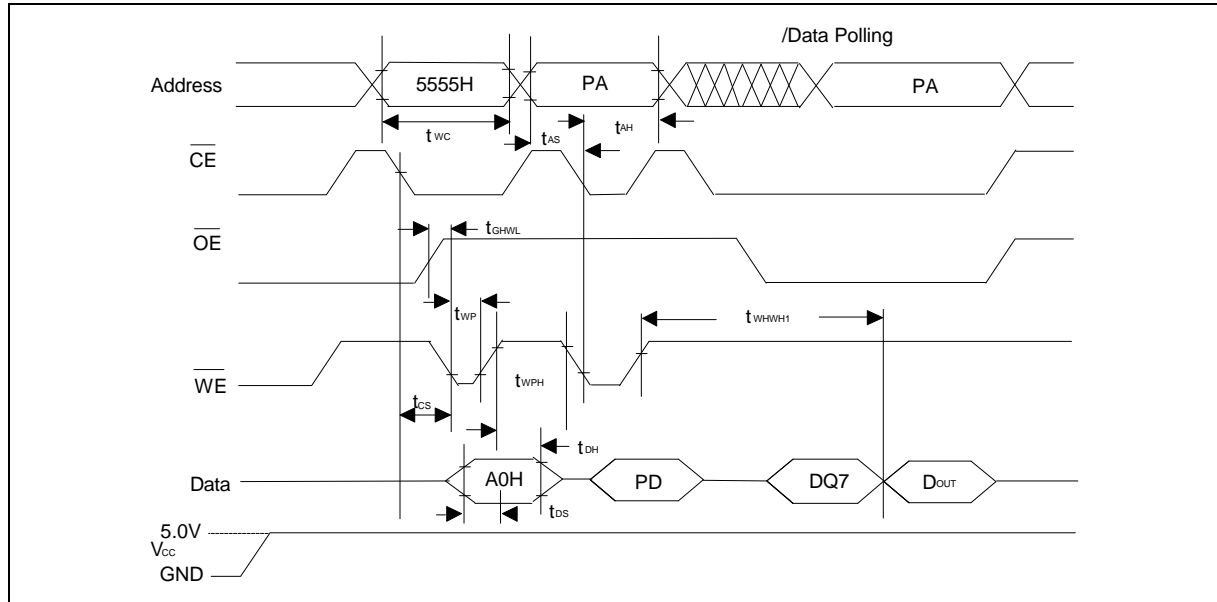 /Data Polling
Address
5555H
PA
PA
tWC
tAS
tAH
CE
tGHWL
OE
tWP
tWHWH1
WE
tWPH
tCS
tDH
Data
A0H
PD
DQ7
DOUT
tDS
5.0V
VCC
GND